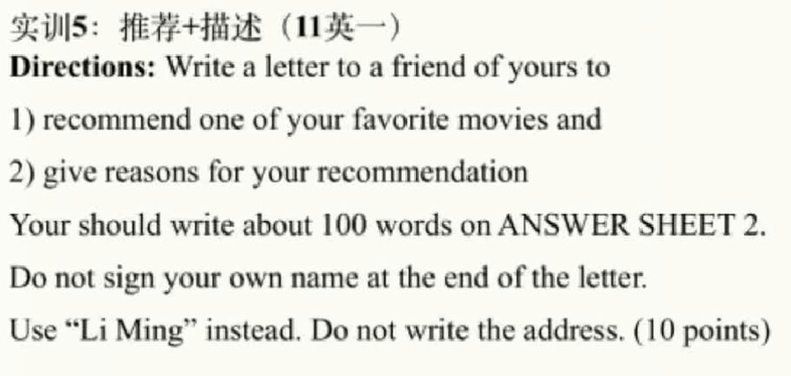 实训5：推荐+描述（11英一）
Directions: Write a letter to a friend of yours to
1) recommend one of your favorite movies and
2) give reasons for your recommendation
Your should write about 100 words on ANSWER SHEET 2.
Do not sign your own name at the end of the letter.
Use “Li Ming” instead. Do not write the address. (10 points)